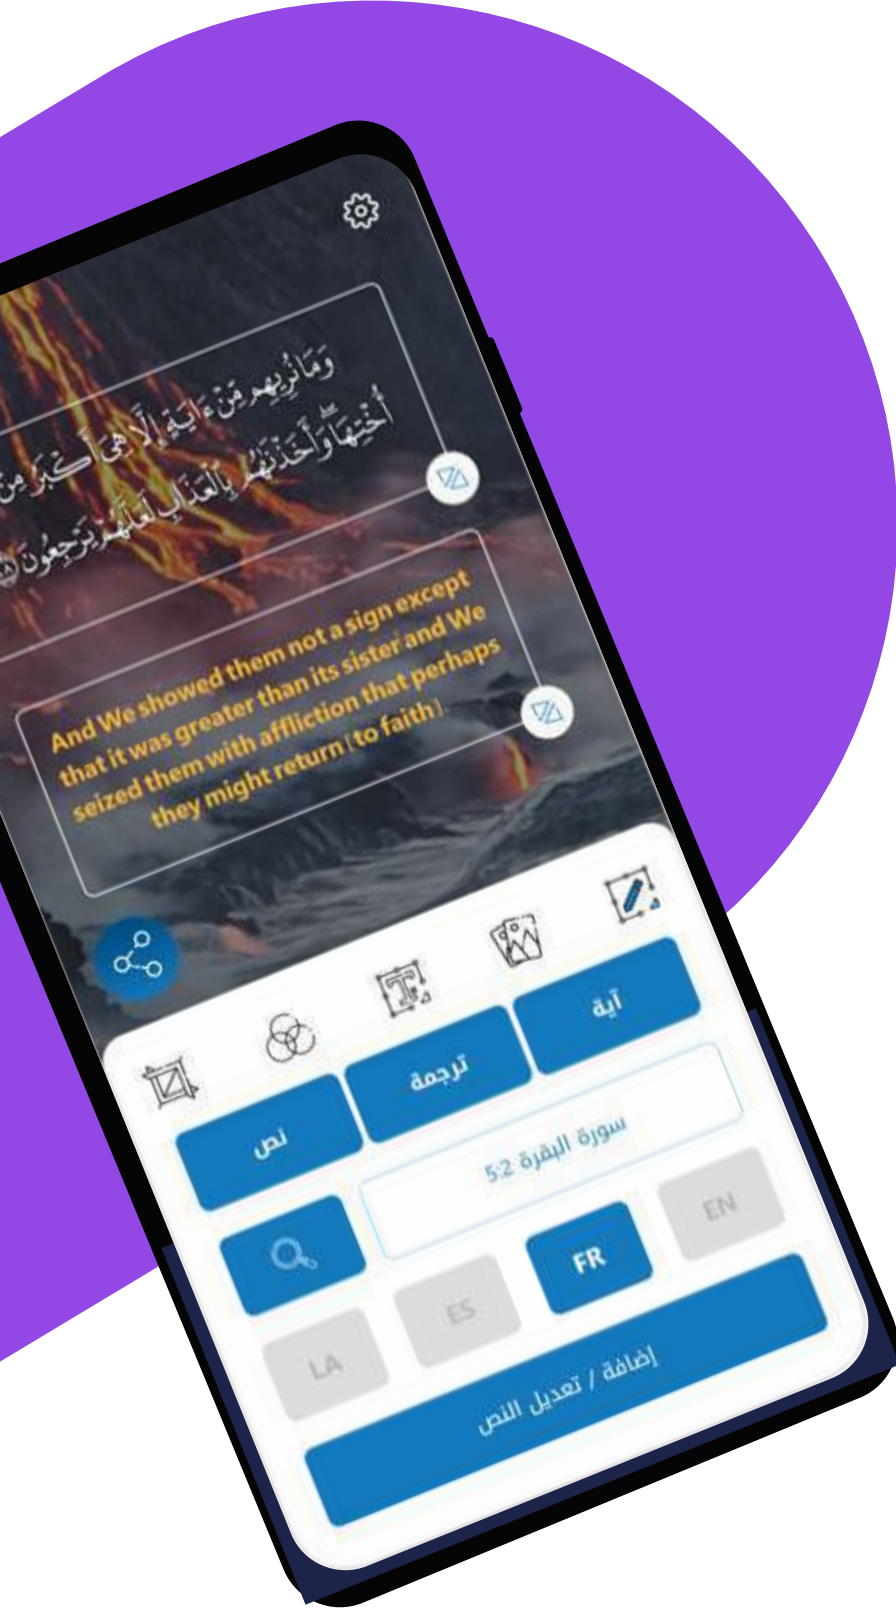 وَمَا نُرِيهِم مِّنْ ءَايَةٍ إِلَّا هِىَ أَكْبَرُ مِنْ
أُخْتِهَا ۖ وَأَخَذْنَٰهُم بِالْعَذَابِ لَعَلَّهُمْ يَرْجِعُونَ
And We showed them not a sign except
that it was greater than its sister and We
seized them with affliction that perhaps
they might return [to faith].
آية
ترجمة
نص
سورة البقرة 5:2
EN
FR
ES
LA
إضافة / تعديل النص